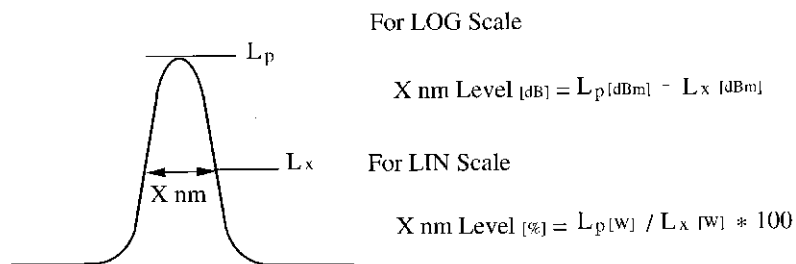 For LOG Scale
Lp
X nm Level [dB] = Lp [dBm] - Lx [dBm]
Lx
For LIN Scale
X nm
X nm Level [%] = Lp [W] / Lx [W] * 100